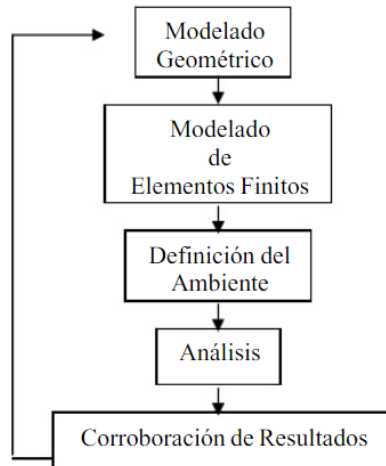 Modelado
Geométrico
Modelado
de
Elementos Finitos
Definición del
Ambiente
Análisis
Corroboración de Resultados